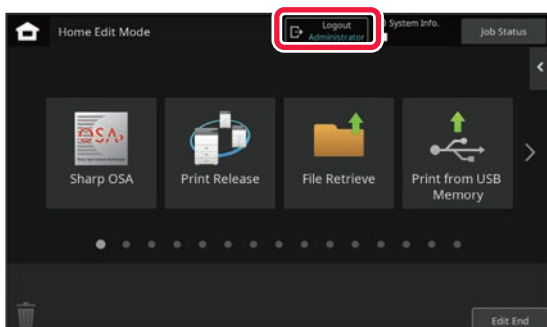 Home Edit Mode
Logout
Administrator
System Info.
Job Status
OSA
Sharp OSA
Print Release
File Retrieve
Print from USB
Memory
Edit End